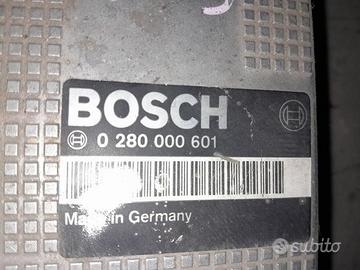 BOSCH
0 280 000 601
Made in Germany
subito